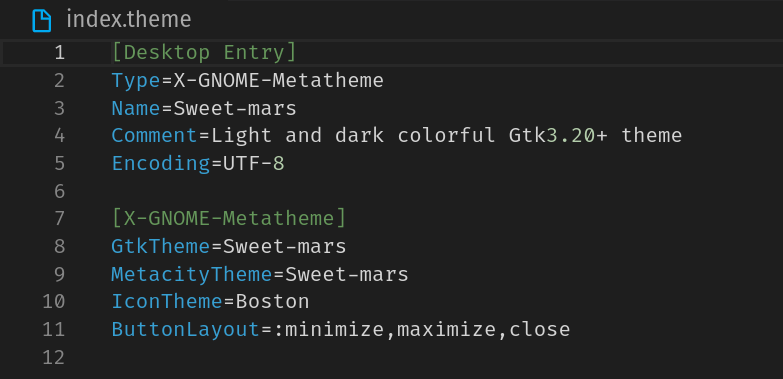 index.theme
1 [Desktop Entry]
2 Type=X-GNOME-Metatheme
3 Name=Sweet-mars
4 Comment=Light and dark colorful Gtk3.20+ theme
5 Encoding=UTF-8
6
7 [X-GNOME-Metatheme]
8 GtkTheme=Sweet-mars
9 MetacityTheme=Sweet-mars
10 IconTheme=Boston
11 ButtonLayout=:minimize,maximize,close
12